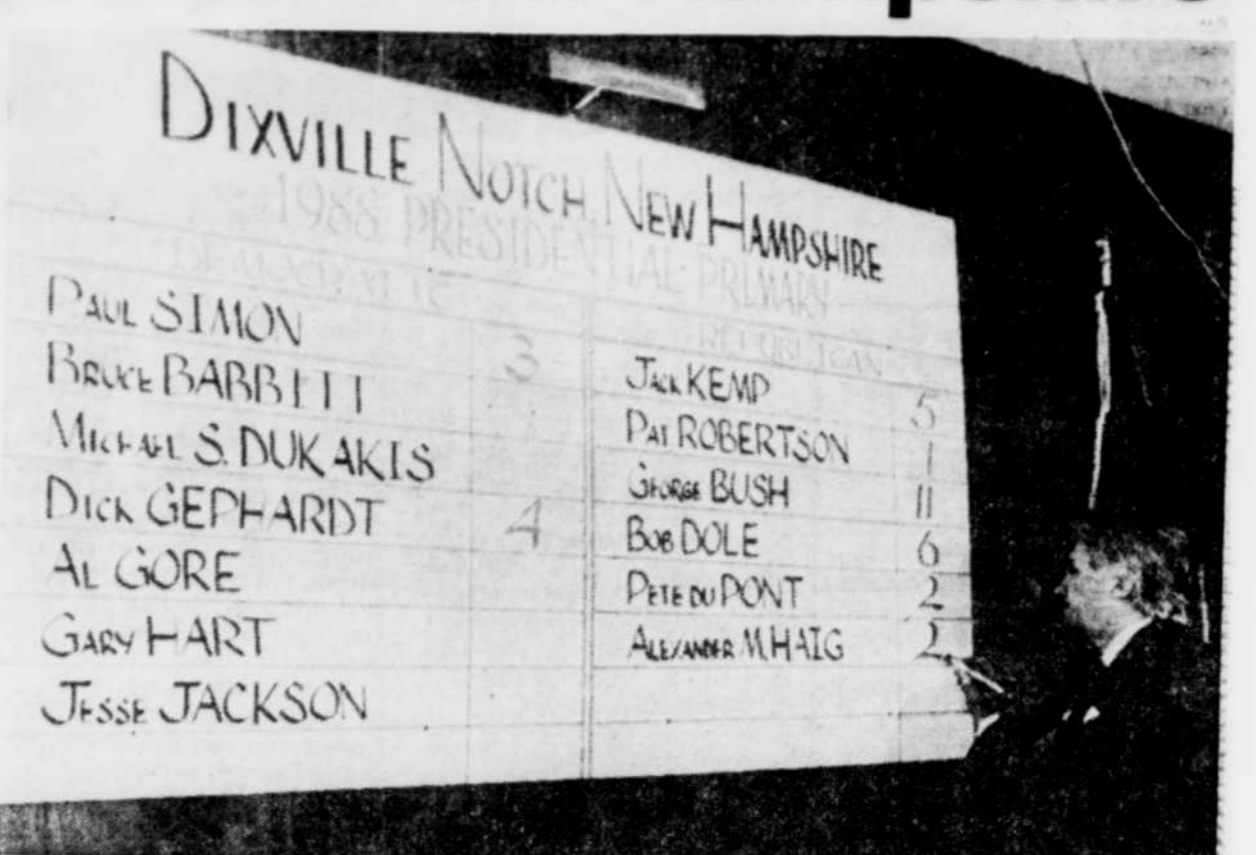 DIXVILLE NOTCH, NEW HAMPSHIRE
1988 PRESIDENTIAL PRIMARY
DEMOCRATIC
PAUL SIMON 3
BRUCE BABBITT
MICHAEL S. DUKAKIS
DICK GEPHARDT 4
AL GORE
GARY HART
JESSE JACKSON
REPUBLICAN
JACK KEMP 5
PAT ROBERTSON 1
GEORGE BUSH 11
BOB DOLE 6
PETE DU PONT 2
ALEXANDER M. HAIG 2